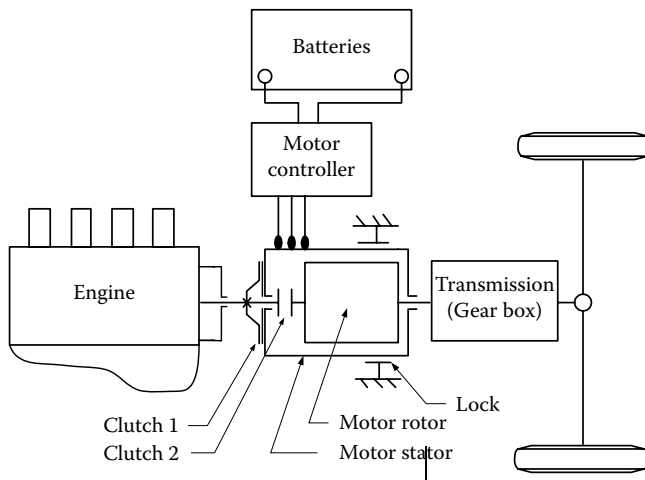 Batteries
Motor
controller
Engine
Transmission
(Gear box)
Clutch 1
Clutch 2
Lock
Motor rotor
Motor stator